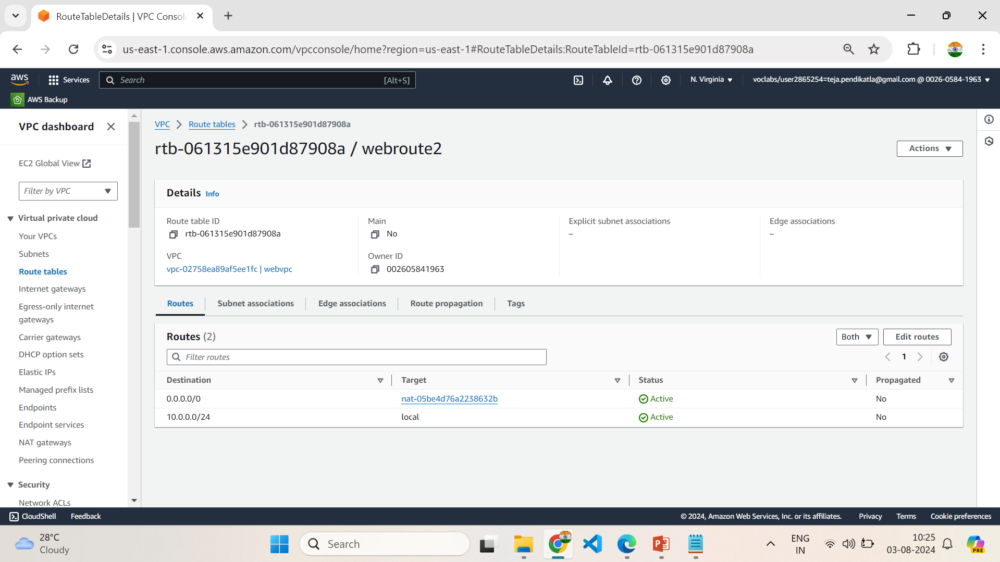 RouteTableDetails | VPC Consol
us-east-1.console.aws.amazon.com/vpcconsole/home?region=us-east-1#RouteTableDetails:RouteTableId=rtb-061315e901d87908a
aws
Services
Search
[Alt+S]
N. Virginia
voclabs/user2865254=teja.pendikatla@gmail.com @ 0026-0584-1963
AWS Backup
VPC dashboard
EC2 Global View
Filter by VPC
Virtual private cloud
Your VPCs
Subnets
Route tables
Internet gateways
Egress-only internet
gateways
Carrier gateways
DHCP option sets
Elastic IPs
Managed prefix lists
Endpoints
Endpoint services
NAT gateways
Peering connections
Security
Network ACLs
VPC
Route tables
rtb-061315e901d87908a
rtb-061315e901d87908a / webroute2
Actions
Details Info
Route table ID
rtb-061315e901d87908a
VPC
vpc-02758ea89af5ee1fc | webvpc
Main
No
Owner ID
002605841963
Explicit subnet associations
–
Edge associations
–
Routes
Subnet associations
Edge associations
Route propagation
Tags
Routes (2)
Both
Edit routes
Filter routes
1
Destination Target Status Propagated
0.0.0.0/0 nat-05be4d76a2238632b Active No
10.0.0.0/24 local Active No
CloudShell
Feedback
© 2024, Amazon Web Services, Inc. or its affiliates.
Privacy
Terms
Cookie preferences
28°C
Cloudy
Search
ENG
IN
10:25
03-08-2024
PRE